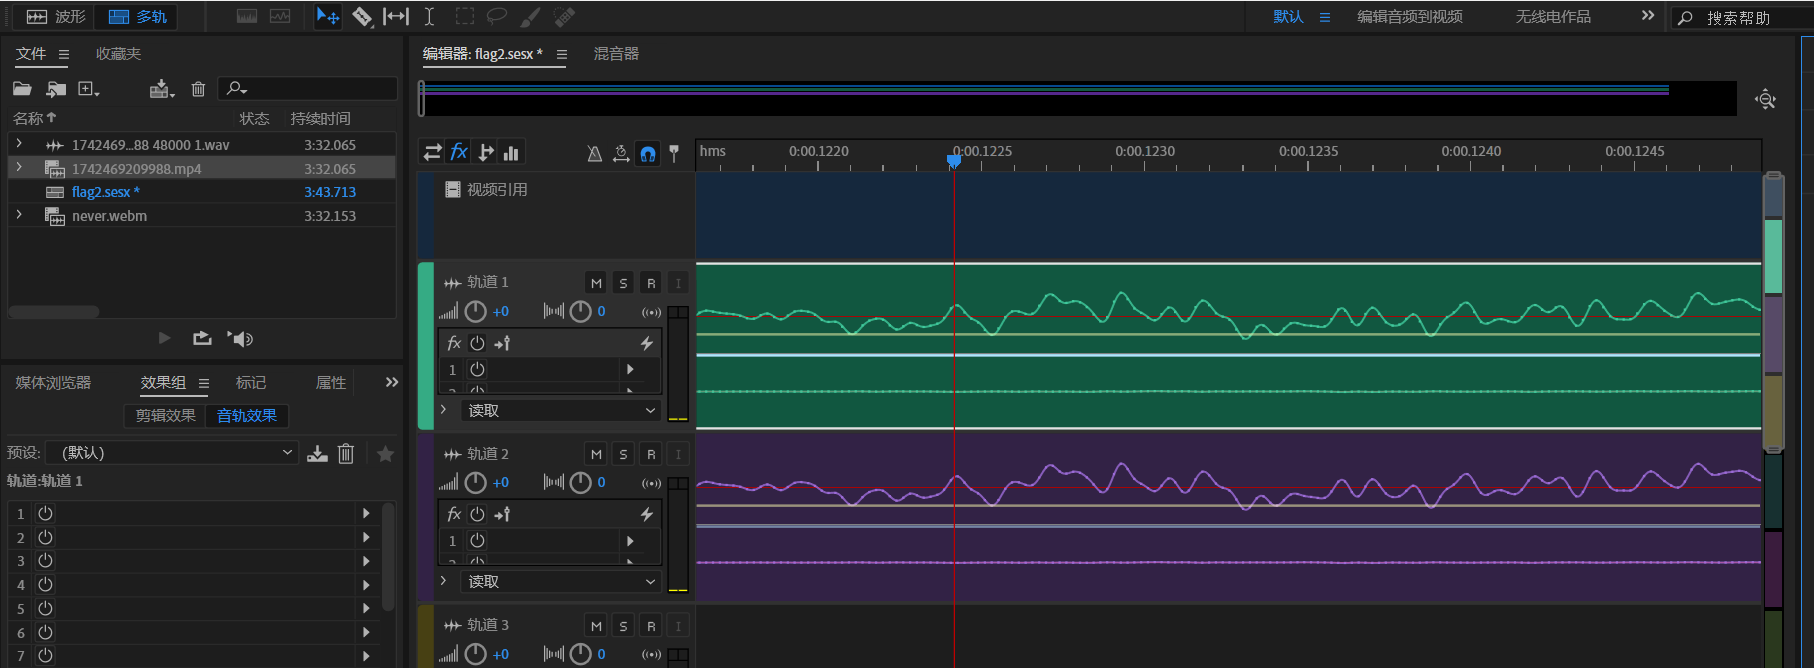 波形 多轨 默认 编辑音频到视频 无线电作品 搜索帮助
文件 收藏夹
名称 状态 持续时间
1742469...88 48000 1.wav 3:32.065
1742469209988.mp4 3:32.065
flag2.sesx * 3:43.713
never.webm 3:32.153
媒体浏览器 效果组 标记 属性
剪辑效果 音轨效果
预设: (默认)
轨道:轨道 1
1
2
3
4
5
6
7
编辑器: flag2.sesx * 混音器
fx
hms 0:00.1220 0:00.1225 0:00.1230 0:00.1235 0:00.1240 0:00.1245
视频引用
轨道 1 M S R I
+0 0
fx
1
读取
轨道 2 M S R I
+0 0
fx
1
读取
轨道 3 M S R I
+0 0